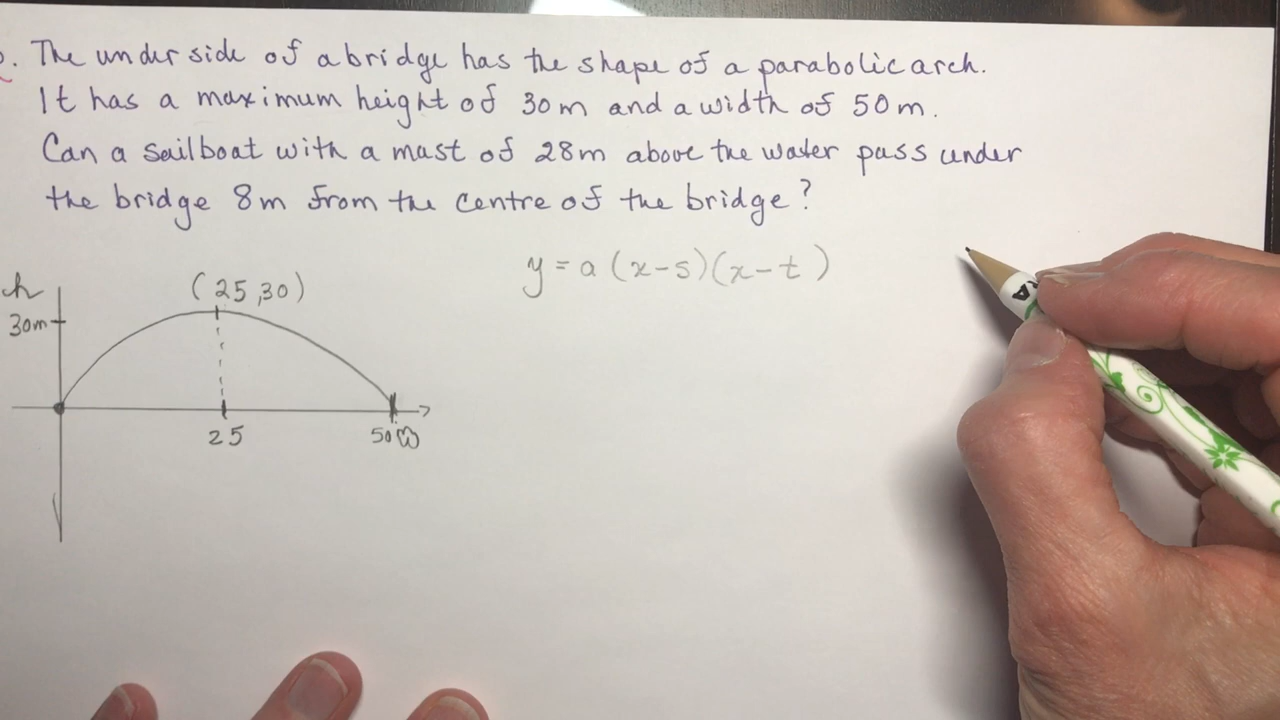 . The underside of a bridge has the shape of a parabolic arch.
It has a maximum height of 30m and a width of 50m.
Can a sailboat with a mast of 28m above the water pass under
the bridge 8m from the centre of the bridge?
y = a (x-s)(x-t)
h
(25,30)
30m
25
50